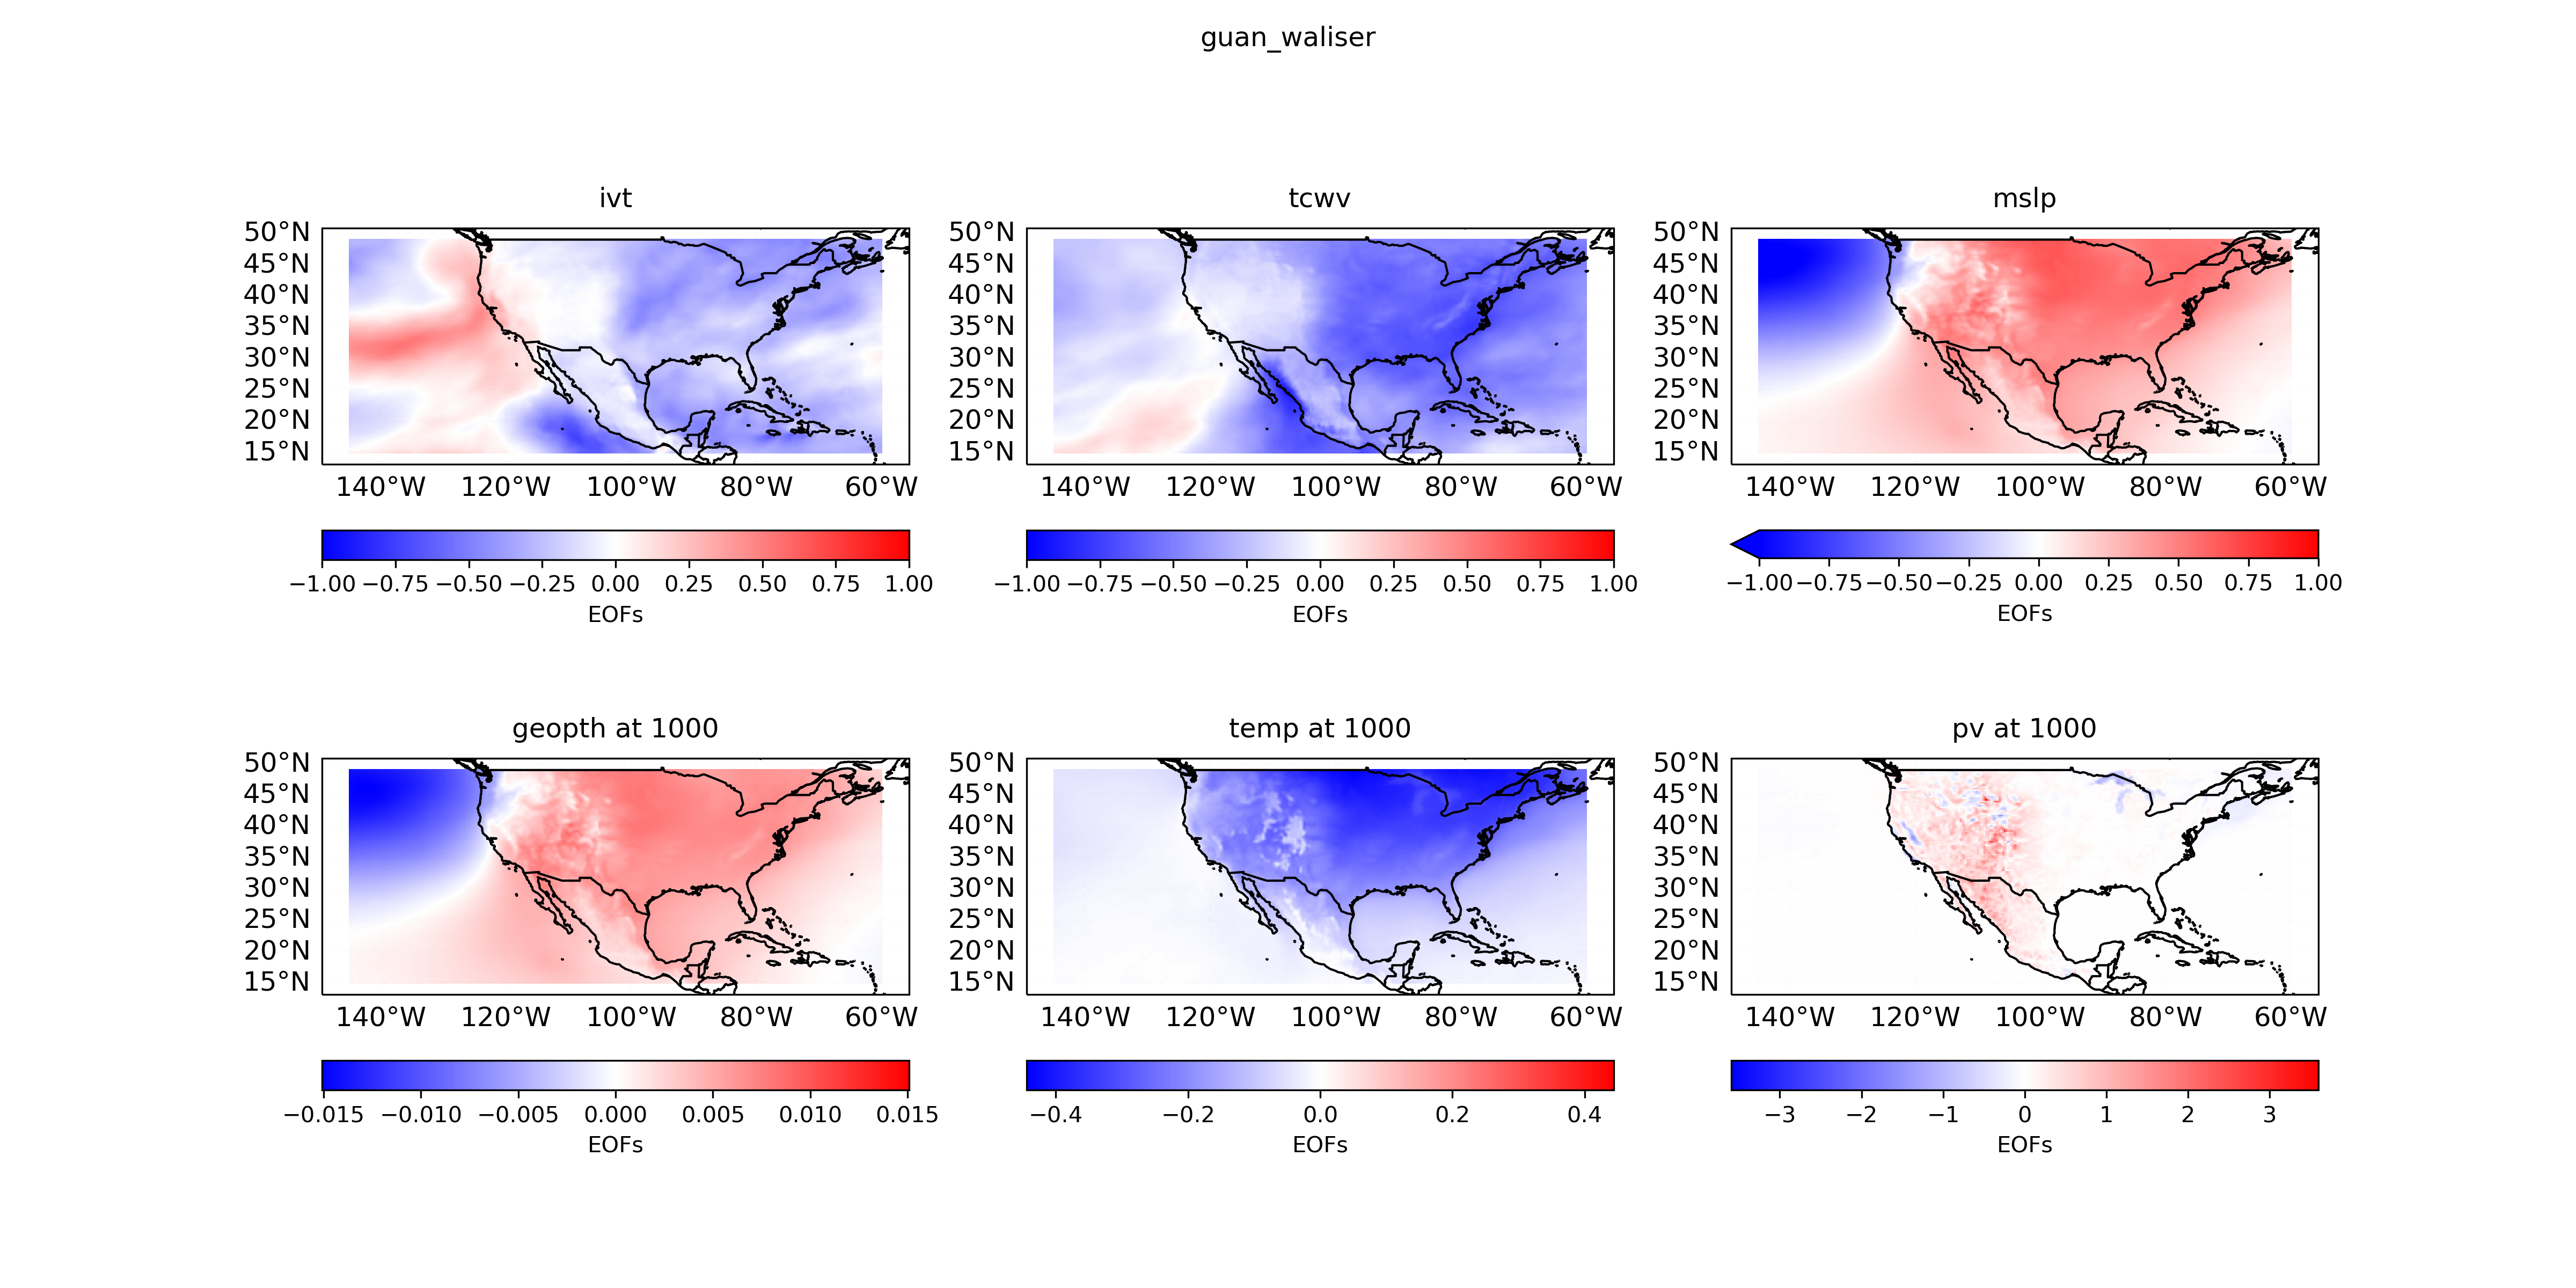 guan_waliser
ivt
tcwv
mslp
50°N
45°N
40°N
35°N
30°N
25°N
20°N
15°N
140°W 120°W 100°W 80°W 60°W
−1.00 −0.75 −0.50 −0.25 0.00 0.25 0.50 0.75 1.00
EOFs
50°N
45°N
40°N
35°N
30°N
25°N
20°N
15°N
140°W 120°W 100°W 80°W 60°W
−1.00 −0.75 −0.50 −0.25 0.00 0.25 0.50 0.75 1.00
EOFs
50°N
45°N
40°N
35°N
30°N
25°N
20°N
15°N
140°W 120°W 100°W 80°W 60°W
−1.00 −0.75 −0.50 −0.25 0.00 0.25 0.50 0.75 1.00
EOFs
geopth at 1000
temp at 1000
pv at 1000
50°N
45°N
40°N
35°N
30°N
25°N
20°N
15°N
140°W 120°W 100°W 80°W 60°W
−0.015 −0.010 −0.005 0.000 0.005 0.010 0.015
EOFs
50°N
45°N
40°N
35°N
30°N
25°N
20°N
15°N
140°W 120°W 100°W 80°W 60°W
−0.4 −0.2 0.0 0.2 0.4
EOFs
50°N
45°N
40°N
35°N
30°N
25°N
20°N
15°N
140°W 120°W 100°W 80°W 60°W
−3 −2 −1 0 1 2 3
EOFs